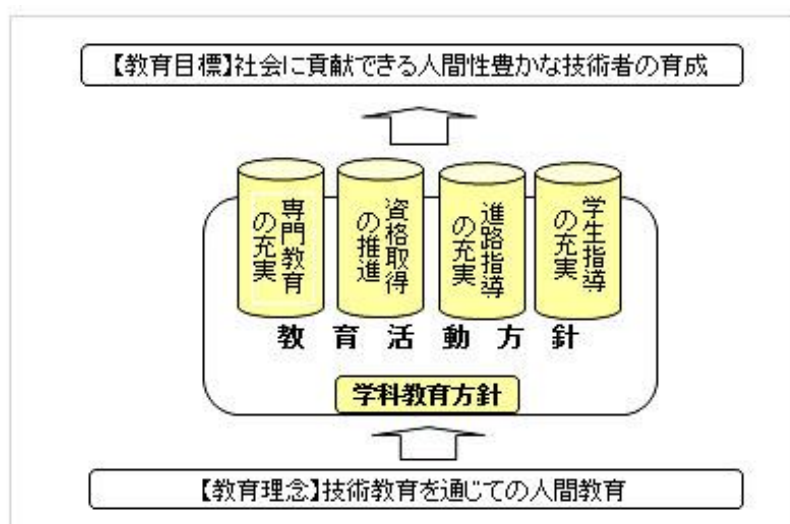 【教育目標】社会に貢献できる人間性豊かな技術者の育成
専門教育
の充実
資格取得
の推進
進路指導
の充実
学生指導
の充実
教育活動方針
学科教育方針
【教育理念】技術教育を通じての人間教育